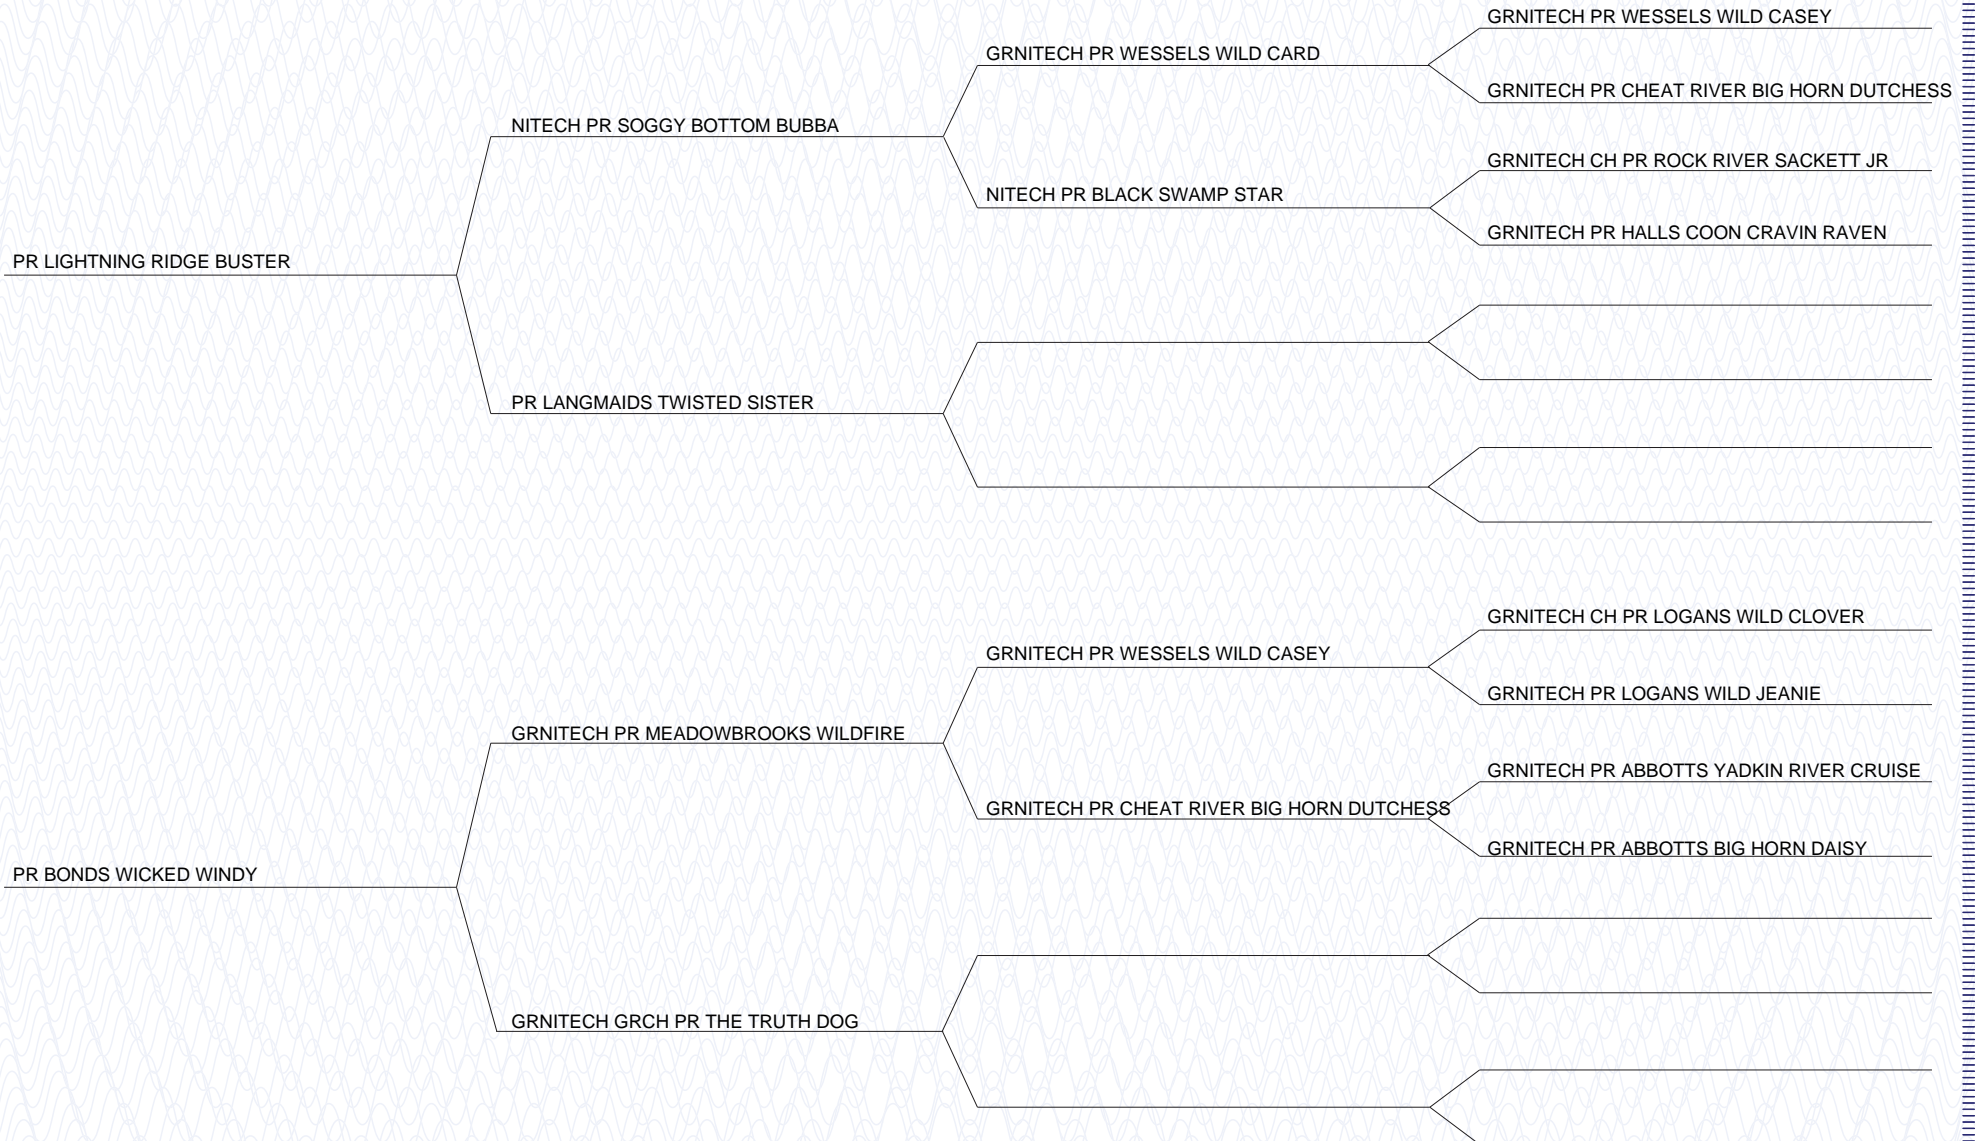 GRNITECH PR WESSELS WILD CASEY
GRNITECH PR WESSELS WILD CARD
GRNITECH PR CHEAT RIVER BIG HORN DUTCHESS
NITECH PR SOGGY BOTTOM BUBBA
GRNITECH CH PR ROCK RIVER SACKETT JR
NITECH PR BLACK SWAMP STAR
GRNITECH PR HALLS COON CRAVIN RAVEN
PR LIGHTNING RIDGE BUSTER
PR LANGMAIDS TWISTED SISTER
GRNITECH CH PR LOGANS WILD CLOVER
GRNITECH PR WESSELS WILD CASEY
GRNITECH PR LOGANS WILD JEANIE
GRNITECH PR MEADOWBROOKS WILDFIRE
GRNITECH PR ABBOTTS YADKIN RIVER CRUISE
GRNITECH PR CHEAT RIVER BIG HORN DUTCHESS
GRNITECH PR ABBOTTS BIG HORN DAISY
PR BONDS WICKED WINDY
GRNITECH GRCH PR THE TRUTH DOG